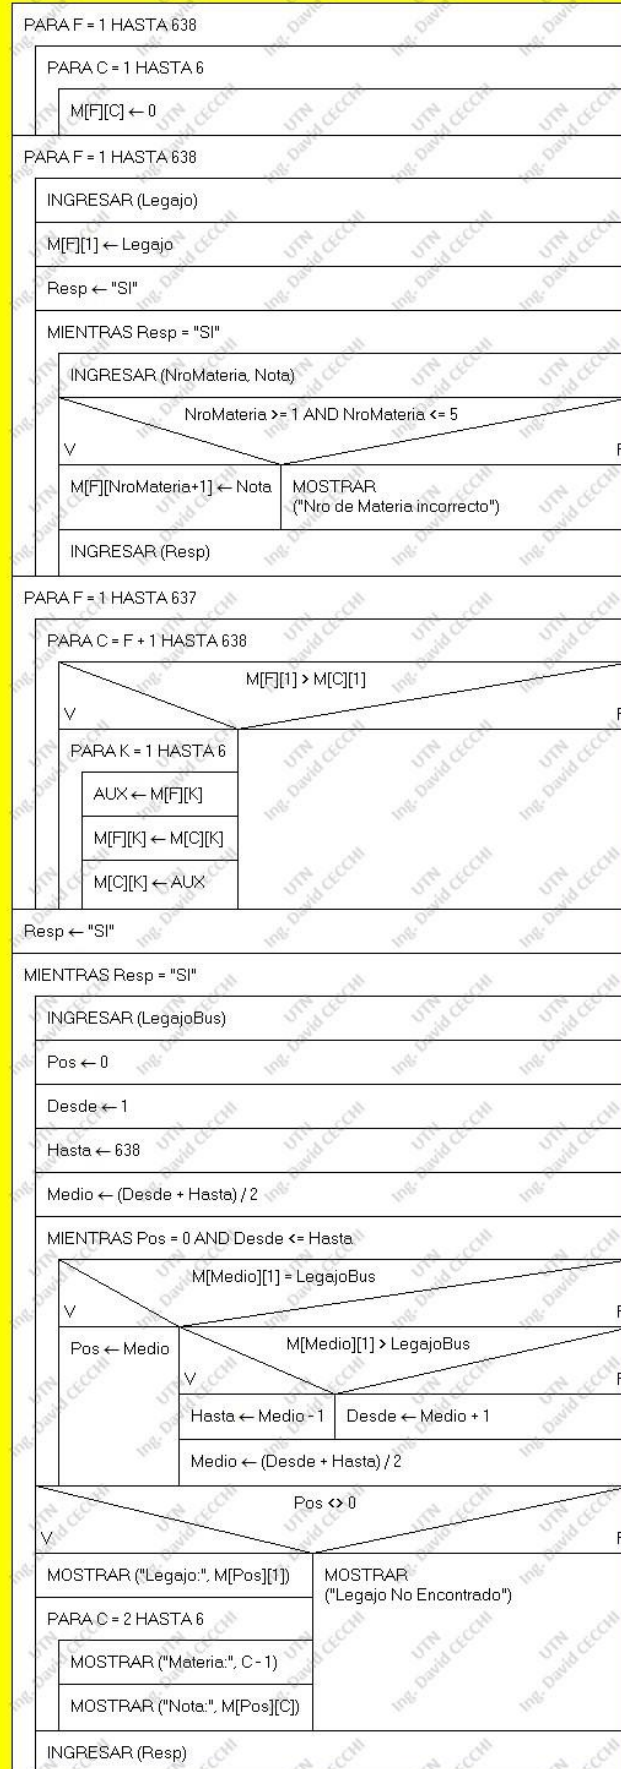 PARA F = 1 HASTA 638
PARA C = 1 HASTA 6
M[F][C] ← 0
PARA F = 1 HASTA 638
INGRESAR (Legajo)
M[F][1] ← Legajo
Resp ← "SI"
MIENTRAS Resp = "SI"
INGRESAR (NroMateria, Nota)
NroMateria >= 1 AND NroMateria <= 5
V F
M[F][NroMateria+1] ← Nota
MOSTRAR
("Nro de Materia incorrecto")
INGRESAR (Resp)
PARA F = 1 HASTA 637
PARA C = F + 1 HASTA 638
M[F][1] > M[C][1]
V F
PARA K = 1 HASTA 6
AUX ← M[F][K]
M[F][K] ← M[C][K]
M[C][K] ← AUX
Resp ← "SI"
MIENTRAS Resp = "SI"
INGRESAR (LegajoBus)
Pos ← 0
Desde ← 1
Hasta ← 638
Medio ← (Desde + Hasta) / 2
MIENTRAS Pos = 0 AND Desde <= Hasta
M[Medio][1] = LegajoBus
V F
Pos ← Medio
M[Medio][1] > LegajoBus
V F
Hasta ← Medio - 1
Desde ← Medio + 1
Medio ← (Desde + Hasta) / 2
Pos <> 0
V F
MOSTRAR ("Legajo:", M[Pos][1])
MOSTRAR
("Legajo No Encontrado")
PARA C = 2 HASTA 6
MOSTRAR ("Materia:", C - 1)
MOSTRAR ("Nota:", M[Pos][C])
INGRESAR (Resp)
UTN
Ing. David CECCHI